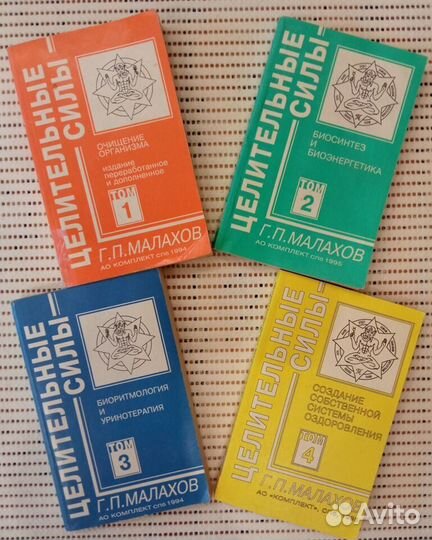 ЦЕЛИТЕЛЬНЫЕ
СИЛЫ
ОЧИЩЕНИЕ
ОРГАНИЗМА
издание
переработанное
и дополненное
ТОМ
1
Г.П.МАЛАХОВ
АО КОМПЛЕКТ СПб 1994
ЦЕЛИТЕЛЬНЫЕ
СИЛЫ
БИОСИНТЕЗ
И
БИОЭНЕРГЕТИКА
ТОМ
2
Г.П.МАЛАХОВ
АО КОМПЛЕКТ СПб 1995
ЦЕЛИТЕЛЬНЫЕ
СИЛЫ
БИОРИТМОЛОГИЯ
И
УРИНОТЕРАПИЯ
ТОМ
3
Г.П.МАЛАХОВ
АО КОМПЛЕКТ СПб 1994
ЦЕЛИТЕЛЬНЫЕ
СИЛЫ
СОЗДАНИЕ
СОБСТВЕННОЙ
СИСТЕМЫ
ОЗДОРОВЛЕНИЯ
ТОМ
4
Г.П.МАЛАХОВ
АО «КОМПЛЕКТ»,
Avito